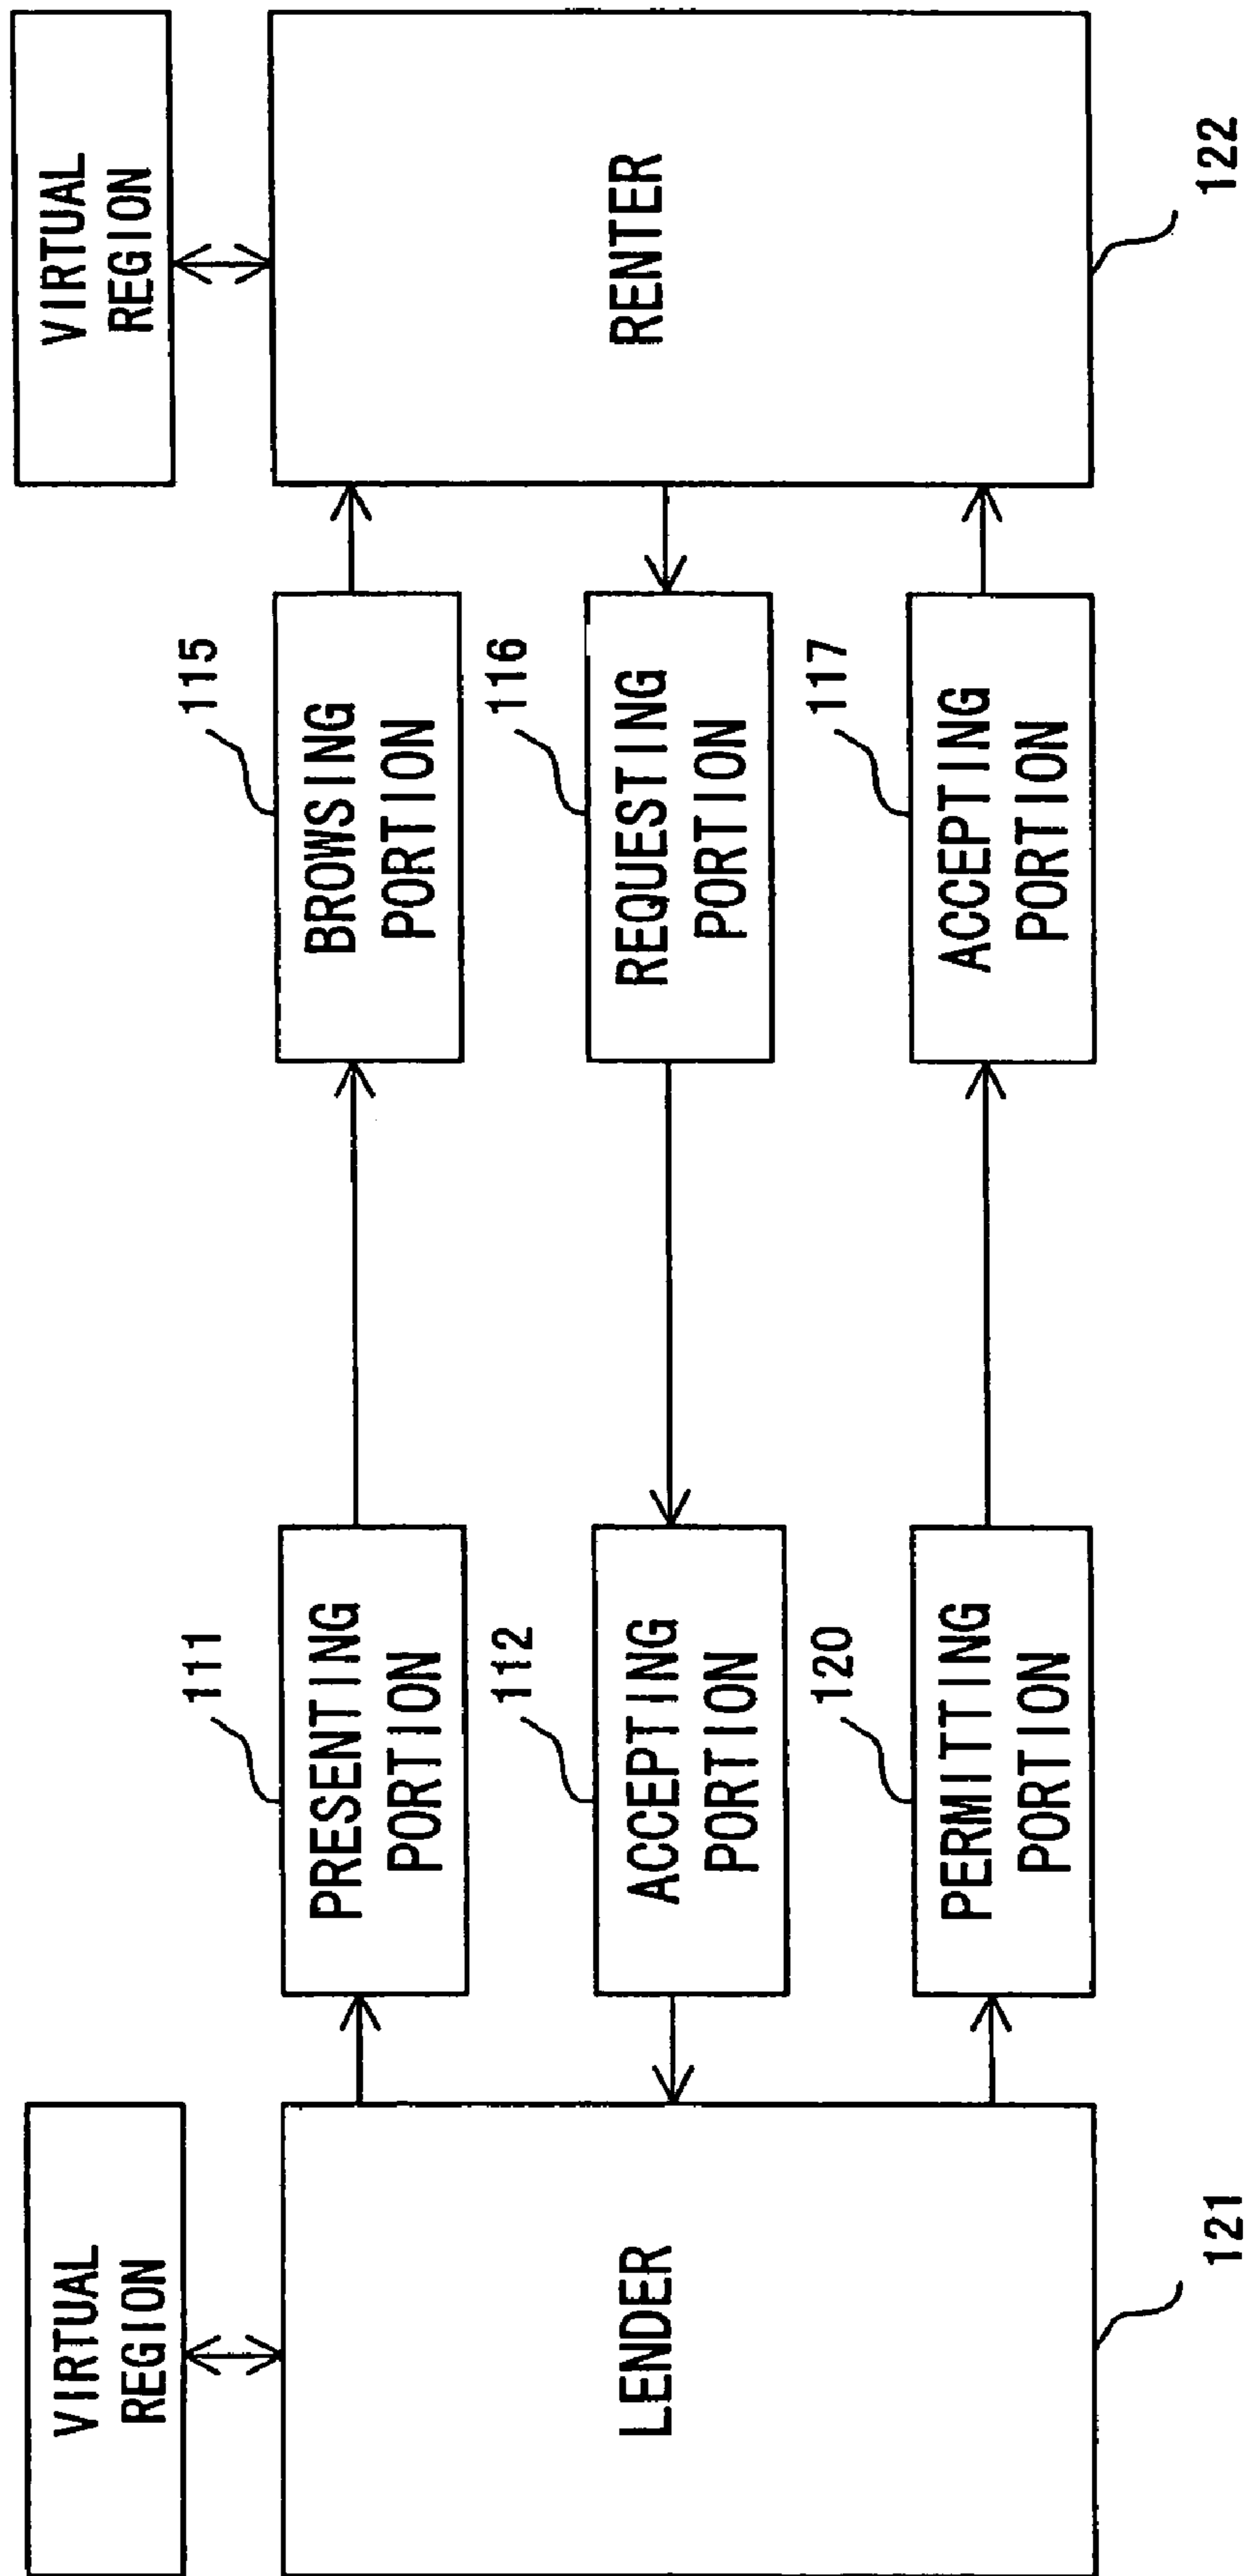 VIRTUAL
REGION
LENDER
121
111
PRESENTING
PORTION
112
ACCEPTING
PORTION
120
PERMITTING
PORTION
115
BROWSING
PORTION
116
REQUESTING
PORTION
117
ACCEPTING
PORTION
VIRTUAL
REGION
RENTER
122